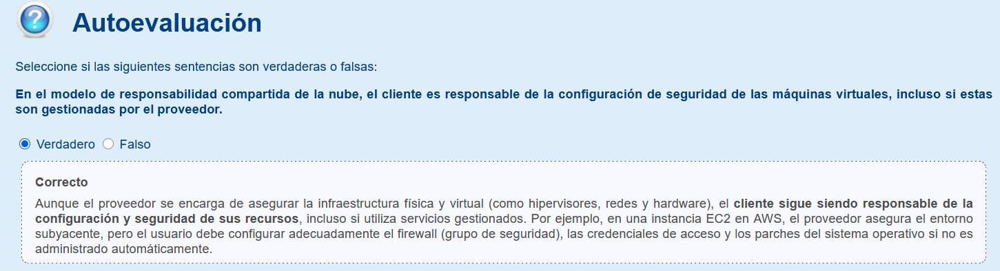 Autoevaluación
Seleccione si las siguientes sentencias son verdaderas o falsas:
En el modelo de responsabilidad compartida de la nube, el cliente es responsable de la configuración de seguridad de las máquinas virtuales, incluso si estas
son gestionadas por el proveedor.
Verdadero Falso
Correcto
Aunque el proveedor se encarga de asegurar la infraestructura física y virtual (como hipervisores, redes y hardware), el cliente sigue siendo responsable de la
configuración y seguridad de sus recursos, incluso si utiliza servicios gestionados. Por ejemplo, en una instancia EC2 en AWS, el proveedor asegura el entorno
subyacente, pero el usuario debe configurar adecuadamente el firewall (grupo de seguridad), las credenciales de acceso y los parches del sistema operativo si no es
administrado automáticamente.